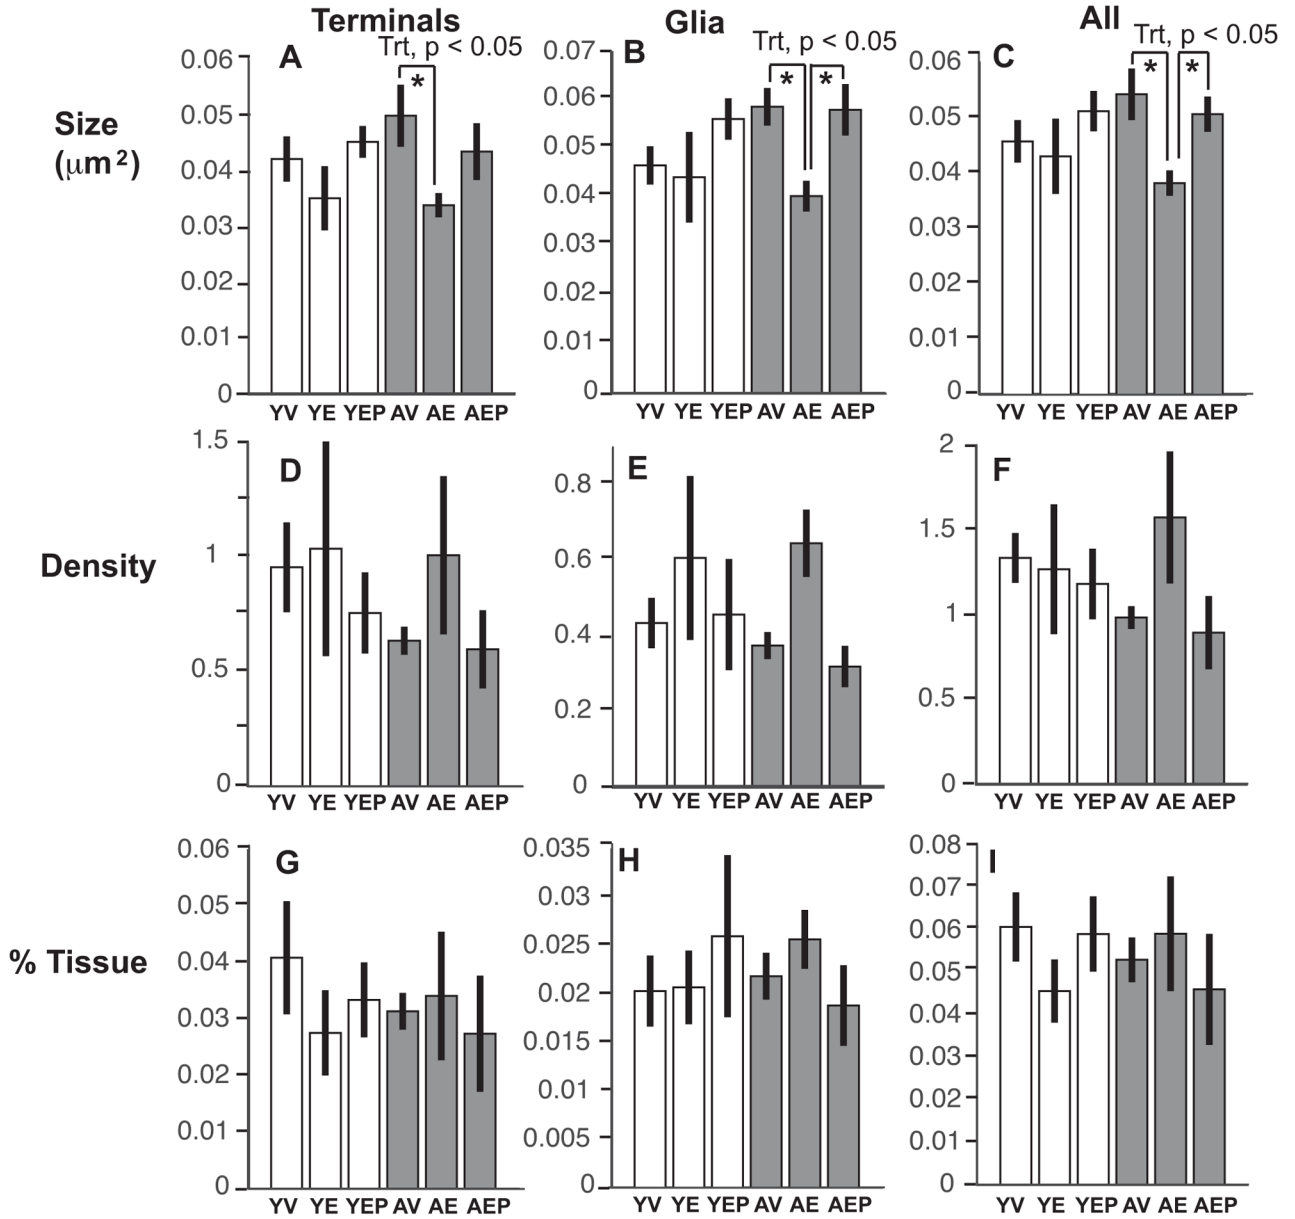 Terminals
Glia
All
Size
(μm²)
A
Trt, p < 0.05
*
0.06
0.05
0.04
0.03
0.02
0.01
0
YV YE YEP AV AE AEP
B
Trt, p < 0.05
* *
0.07
0.06
0.05
0.04
0.03
0.02
0.01
0
YV YE YEP AV AE AEP
C
Trt, p < 0.05
* *
0.06
0.05
0.04
0.03
0.02
0.01
0
YV YE YEP AV AE AEP
Density
D
1.5
1
0.5
0
YV YE YEP AV AE AEP
E
0.8
0.6
0.4
0.2
0
YV YE YEP AV AE AEP
F
2
1.5
1
0.5
0
YV YE YEP AV AE AEP
% Tissue
G
0.06
0.05
0.04
0.03
0.02
0.01
0
YV YE YEP AV AE AEP
H
0.035
0.03
0.025
0.02
0.015
0.01
0.005
0
YV YE YEP AV AE AEP
I
0.08
0.07
0.06
0.05
0.04
0.03
0.02
0.01
0
YV YE YEP AV AE AEP